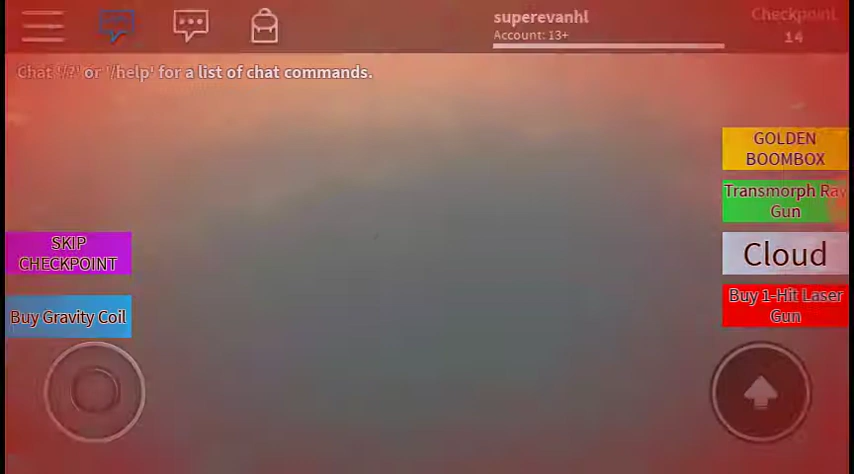 superevanhl
Account: 13+
Checkpoint
14
Chat '/?' or '/help' for a list of chat commands.
GOLDEN
BOOMBOX
Transmorph Ray
Gun
SKIP
CHECKPOINT
Cloud
Buy 1-Hit Laser
Gun
Buy Gravity Coil